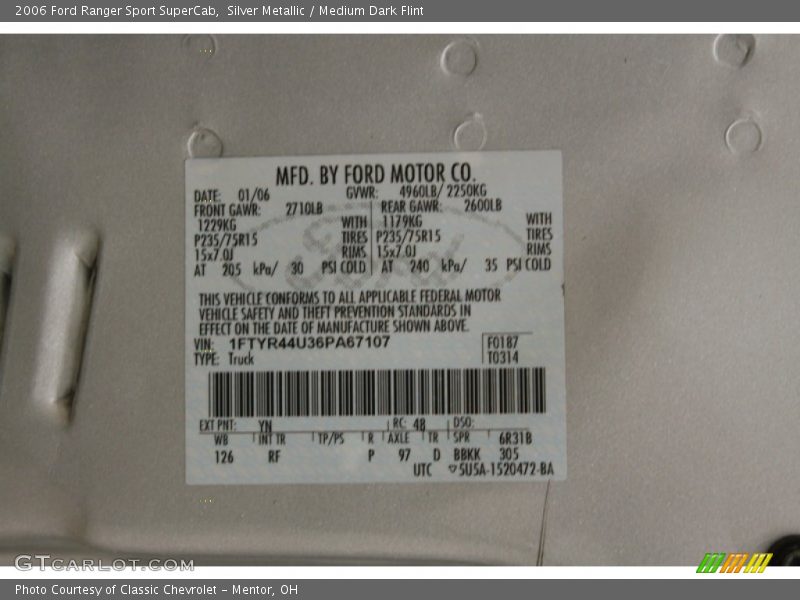 2006 Ford Ranger Sport SuperCab, Silver Metallic / Medium Dark Flint
MFD. BY FORD MOTOR CO.
DATE: 01/06 GVWR: 4960LB/ 2250KG
FRONT GAWR: 2710LB REAR GAWR: 2600LB
1229KG WITH 1179KG WITH
P235/75R15 TIRES P235/75R15 TIRES
15x7.0J RIMS 15x7.0J RIMS
AT 205 kPa/ 30 PSI COLD AT 240 kPa/ 35 PSI COLD
THIS VEHICLE CONFORMS TO ALL APPLICABLE FEDERAL MOTOR
VEHICLE SAFETY AND THEFT PREVENTION STANDARDS IN
EFFECT ON THE DATE OF MANUFACTURE SHOWN ABOVE.
VIN: 1FTYR44U36PA67107 F0187
TYPE: Truck T0314
EXT PNT: YN RC: 48 DSO:
WB INT TR TP/PS R AXLE TR SPR 6R31B
126 RF P 97 D BBKK 305
UTC 5U5A-1520472-BA
GTCARLOT.COM
Photo Courtesy of Classic Chevrolet - Mentor, OH